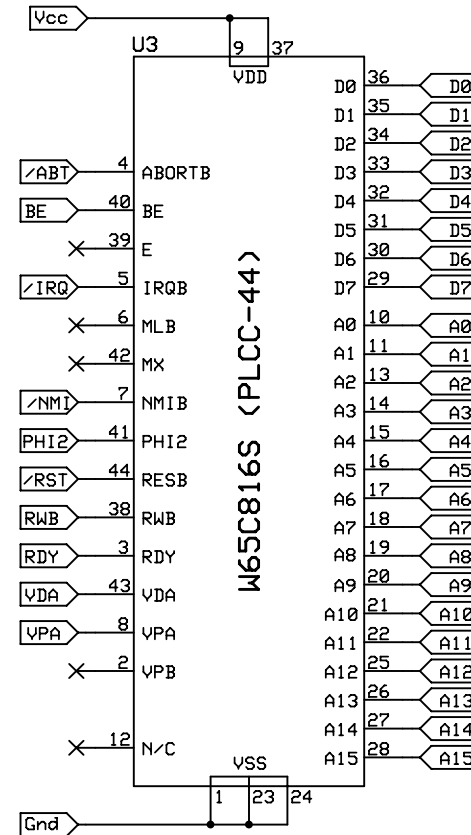 Vcc
U3
9 37
VDD
/ABT 4 ABORTB
BE 40 BE
39 E
/IRQ 5 IRQB
6 MLB
42 MX
/NMI 7 NMIB
PHI2 41 PHI2
/RST 44 RESB
RWB 38 RWB
RDY 3 RDY
VDA 43 VDA
VPA 8 VPA
2 VPB
12 N/C
W65C816S (PLCC-44)
D0 36 D0
D1 35 D1
D2 34 D2
D3 33 D3
D4 32 D4
D5 31 D5
D6 30 D6
D7 29 D7
A0 10 A0
A1 11 A1
A2 13 A2
A3 14 A3
A4 15 A4
A5 16 A5
A6 17 A6
A7 18 A7
A8 19 A8
A9 20 A9
A10 21 A10
A11 22 A11
A12 25 A12
A13 26 A13
A14 27 A14
A15 28 A15
VSS
1 23 24
Gnd